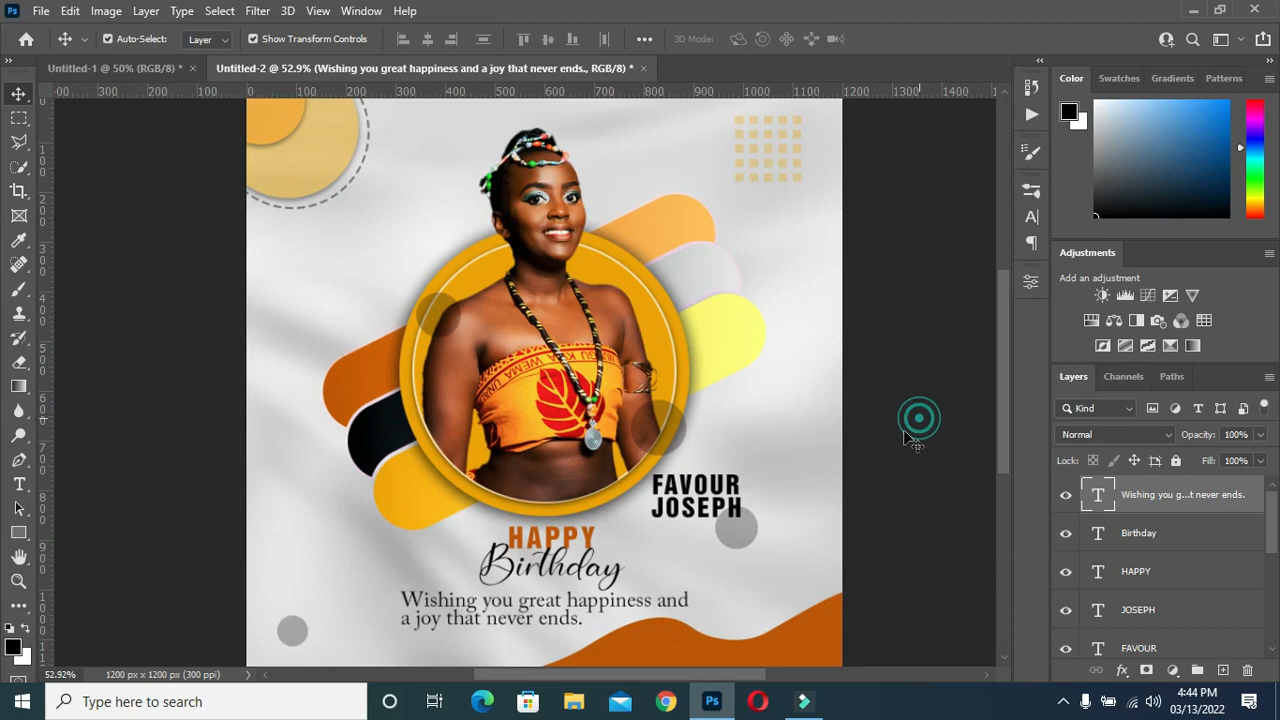 Ps File Edit Image Layer Type Select Filter 3D View Window Help
Auto-Select: Layer Show Transform Controls 3D Mode:
Untitled-1 @ 50% (RGB/8) * × Untitled-2 @ 52.9% (Wishing you great happiness and a joy that never ends., RGB/8) * ×
Color Swatches Gradients Patterns
Adjustments
Add an adjustment
Layers Channels Paths
Kind
Normal Opacity: 100%
Lock: Fill: 100%
Wishing you g...t never ends.
Birthday
HAPPY
JOSEPH
FAVOUR
FAVOUR
JOSEPH
HAPPY
Birthday
Wishing you great happiness and
a joy that never ends.
52.92% 1200 px x 1200 px (300 ppi)
Type here to search
4:44 PM
03/13/2022